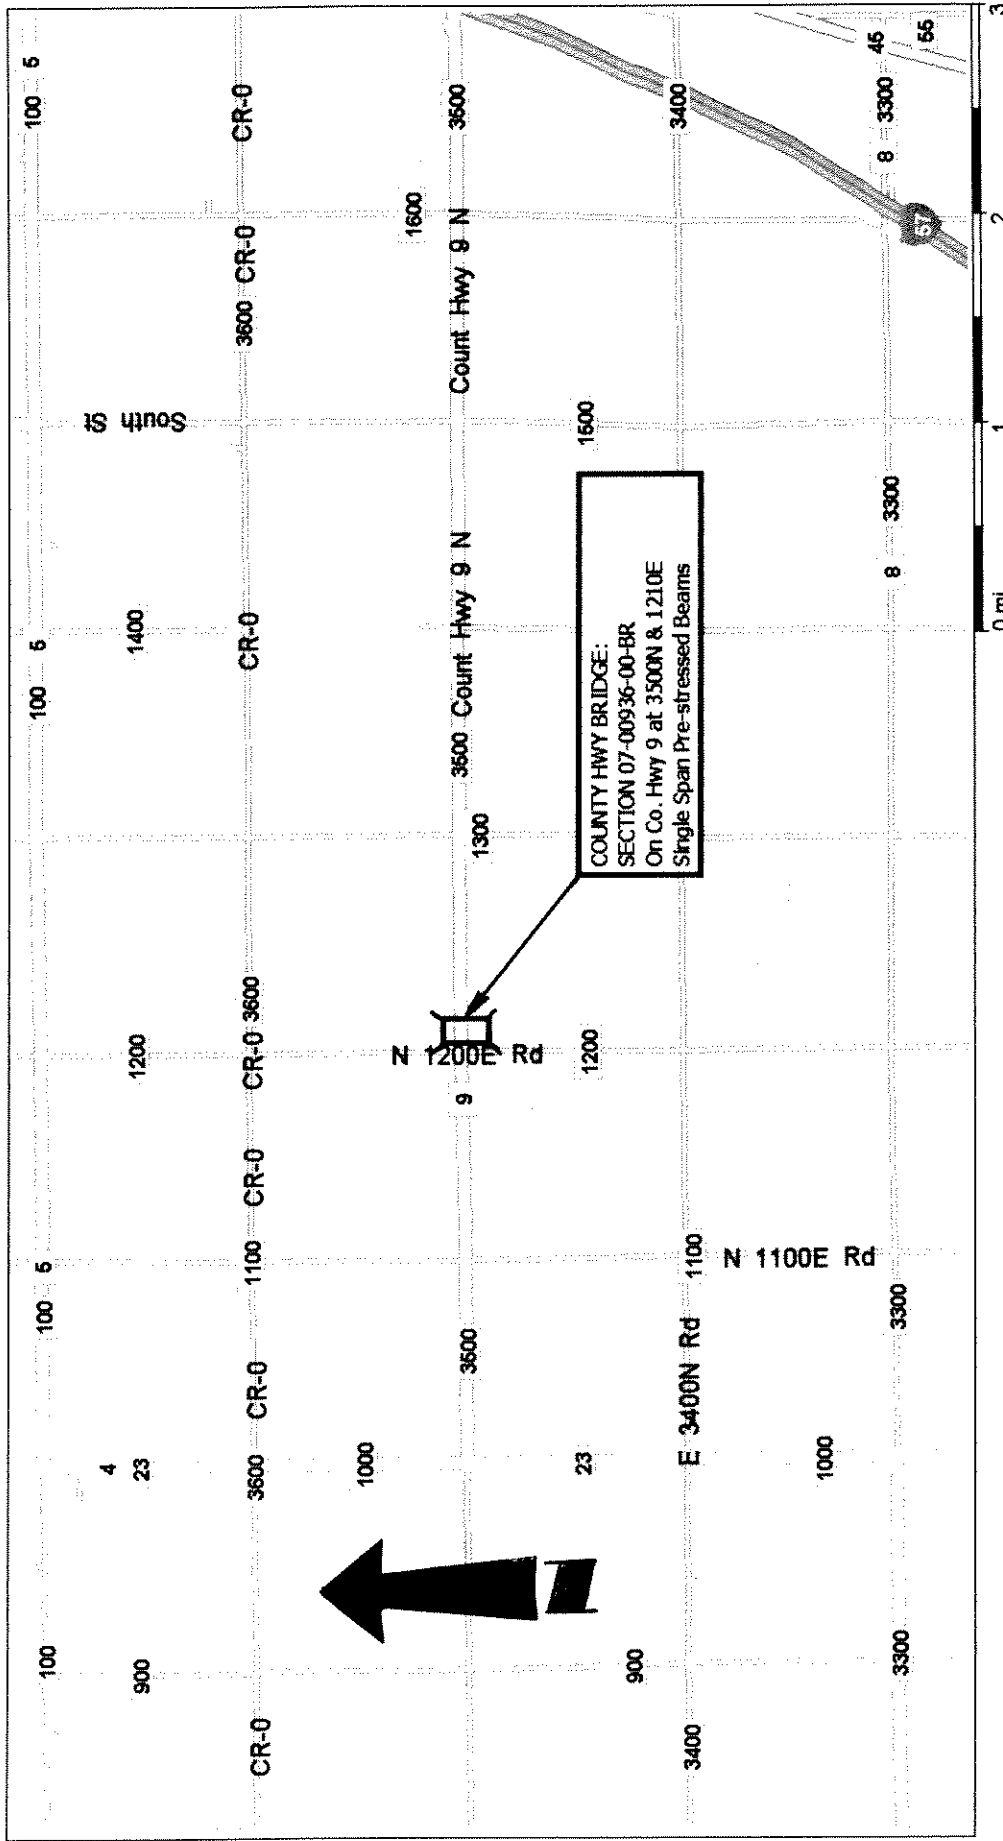 100
100 5
100 5
100 5
4
South St
900
23
1200
1400
CR-0
3600
CR-0
1100
CR-0
CR-0 3600
CR-0
3600 CR-0
CR-0
1000
1600
N 1200E Rd
3500
9
1300
3500 Count Hwy 9 N
Count Hwy 9 N
3500
23
1200
1500
900
COUNTY HWY BRIDGE:
SECTION 07-00936-00-BR
On Co. Hwy 9 at 3500N & 1210E
Single Span Pre-stressed Beams
3400
E 3400N Rd
1100
3400
N 1100E Rd
1000
3300
3300
8 3300
8 3300 45
57
55
0 mi 1 2 3